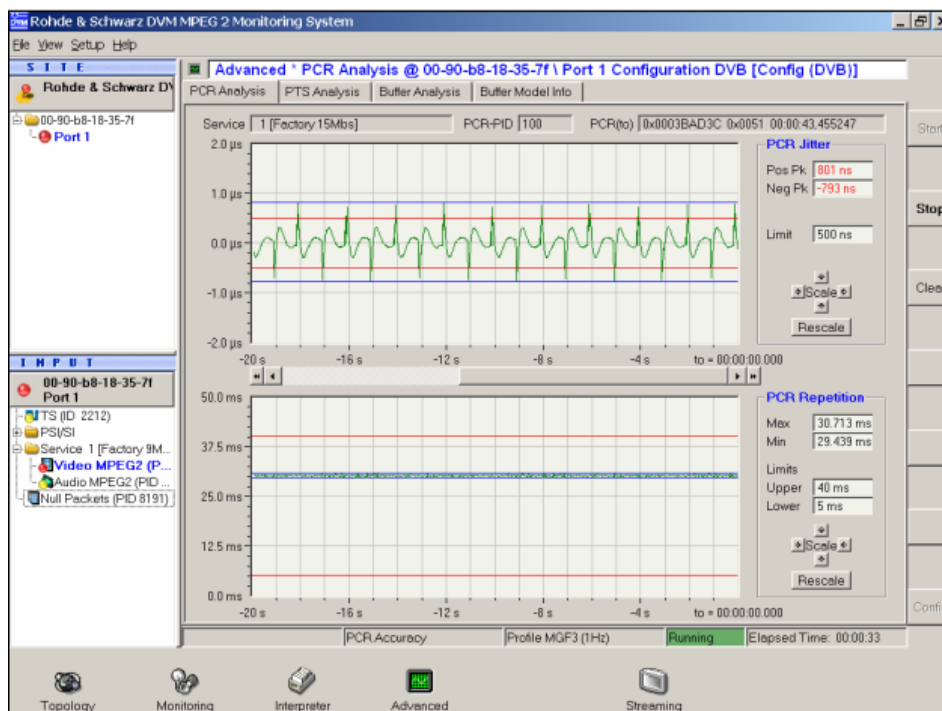 Rohde & Schwarz DVM MPEG 2 Monitoring System
File View Setup Help
S I T E
Rohde & Schwarz DV
00-90-b8-18-35-7f
Port 1
Advanced * PCR Analysis @ 00-90-b8-18-35-7f \ Port 1 Configuration DVB [Config (DVB)]
PCR Analysis PTS Analysis Buffer Analysis Buffer Model Info
Service 1 [Factory 15Mbs] PCR-PID 100 PCR(to) 0x0003BAD3C 0x0051 00:00:43.455247
2.0 µs
1.0 µs
0.0 µs
-1.0 µs
-2.0 µs
-20 s -16 s -12 s -8 s -4 s to = 00:00:00.000
PCR Jitter
Pos Pk 801 ns
Neg Pk -793 ns
Limit 500 ns
Scale
Rescale
Start
Stop
Clea
I N P U T
00-90-b8-18-35-7f
Port 1
TS (ID 2212)
PSI/SI
Service 1 [Factory 9M...
Video MPEG2 (P...
Audio MPEG2 (PID ...
Null Packets (PID 8191)
50.0 ms
37.5 ms
25.0 ms
12.5 ms
0.0 ms
-20 s -16 s -12 s -8 s -4 s to = 00:00:00.000
PCR Repetition
Max 30.713 ms
Min 29.439 ms
Limits
Upper 40 ms
Lower 5 ms
Scale
Rescale
Confi
PCR Accuracy Profile MGF3 (1Hz) Running Elapsed Time: 00:00:33
Topology Monitoring Interpreter Advanced Streaming